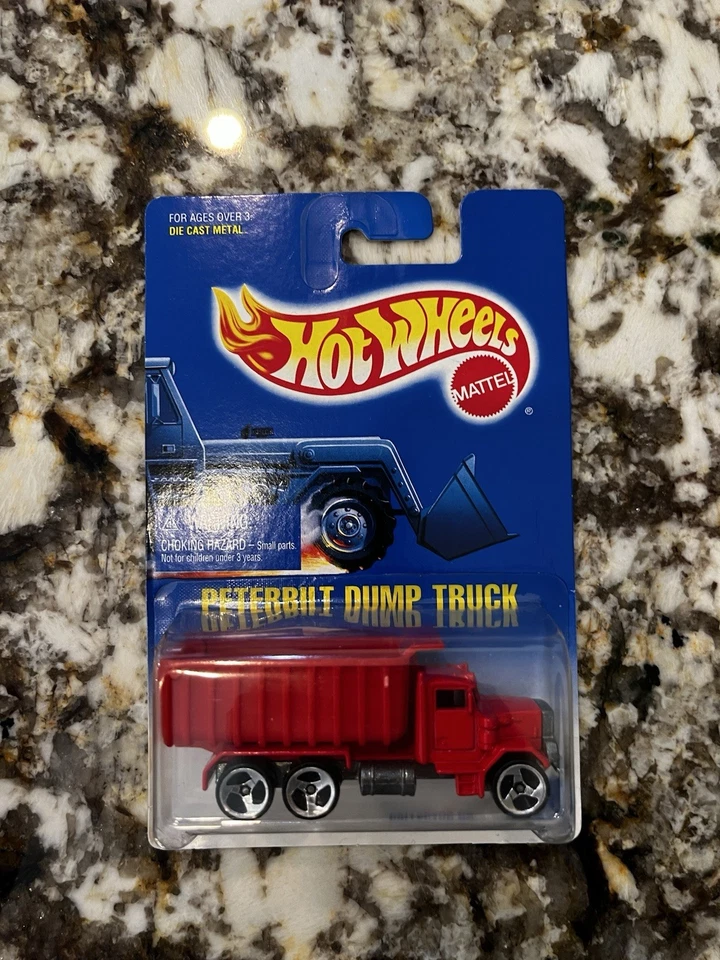 FOR AGES OVER 3
DIE CAST METAL
HOT WHEELS
MATTEL
®
WARNING
CHOKING HAZARD – Small parts.
Not for children under 3 years.
PETERBILT DUMP TRUCK